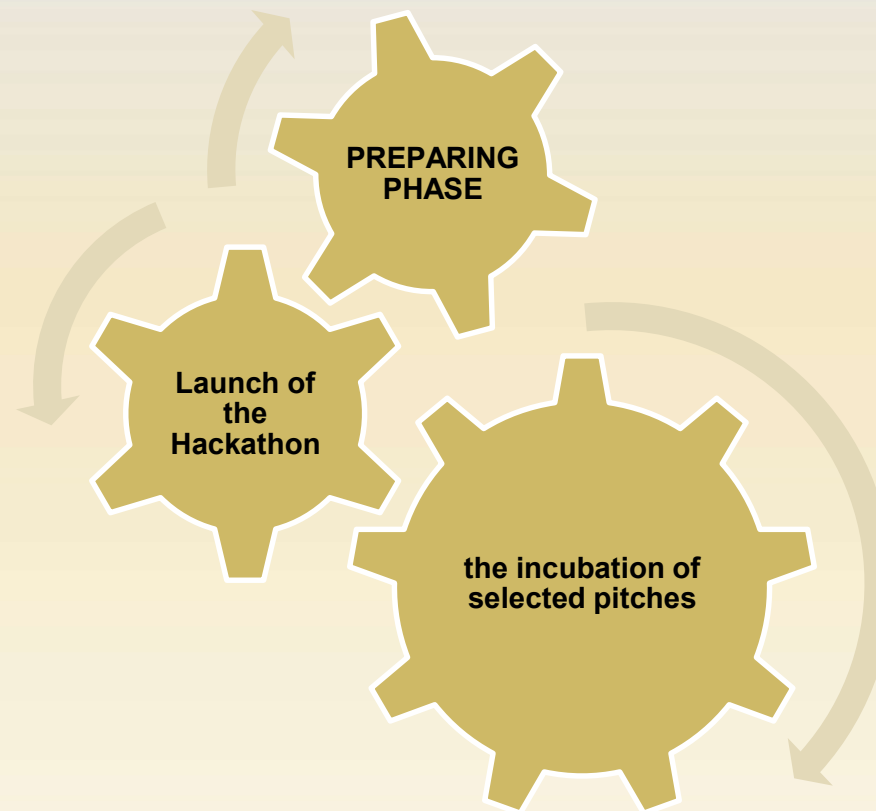 PREPARING
PHASE
Launch of
the
Hackathon
the incubation of
selected pitches